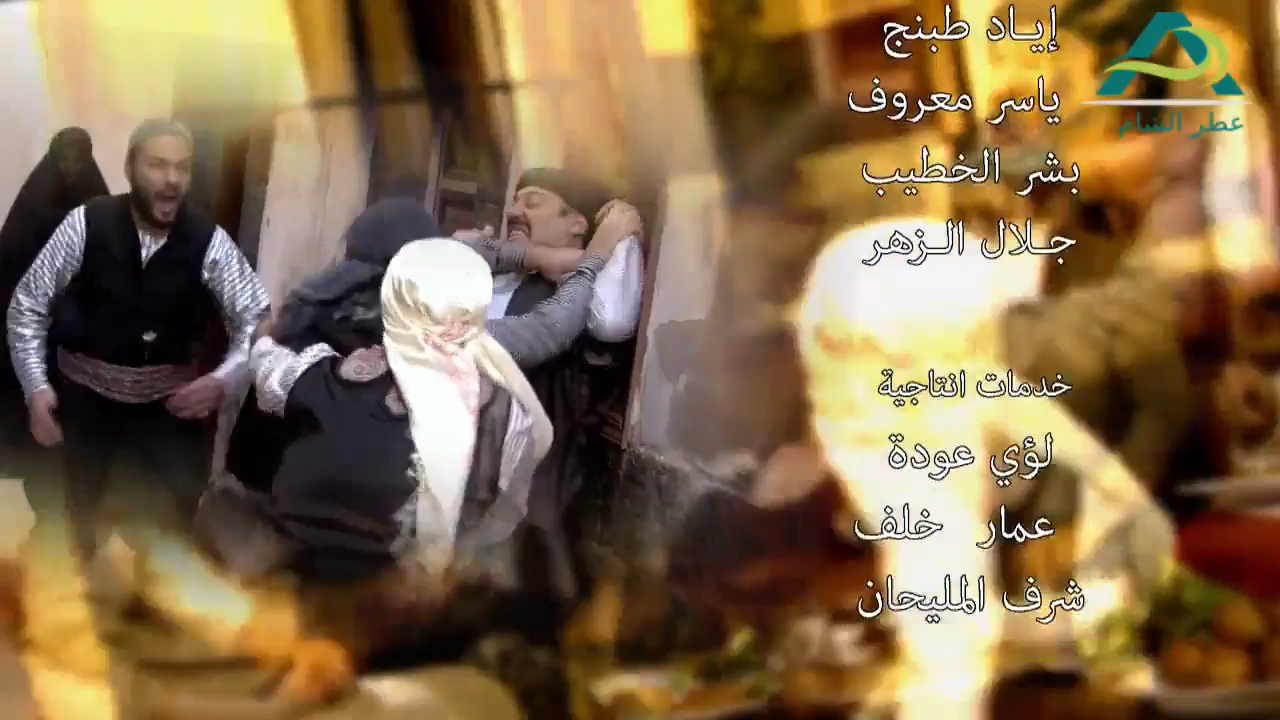 إياد طبنج
ياسر معروف
بشر الخطيب
جلال الزهر
خدمات انتاجية
لؤي عودة
عمار خلف
شرف المليحان
عطر الشام